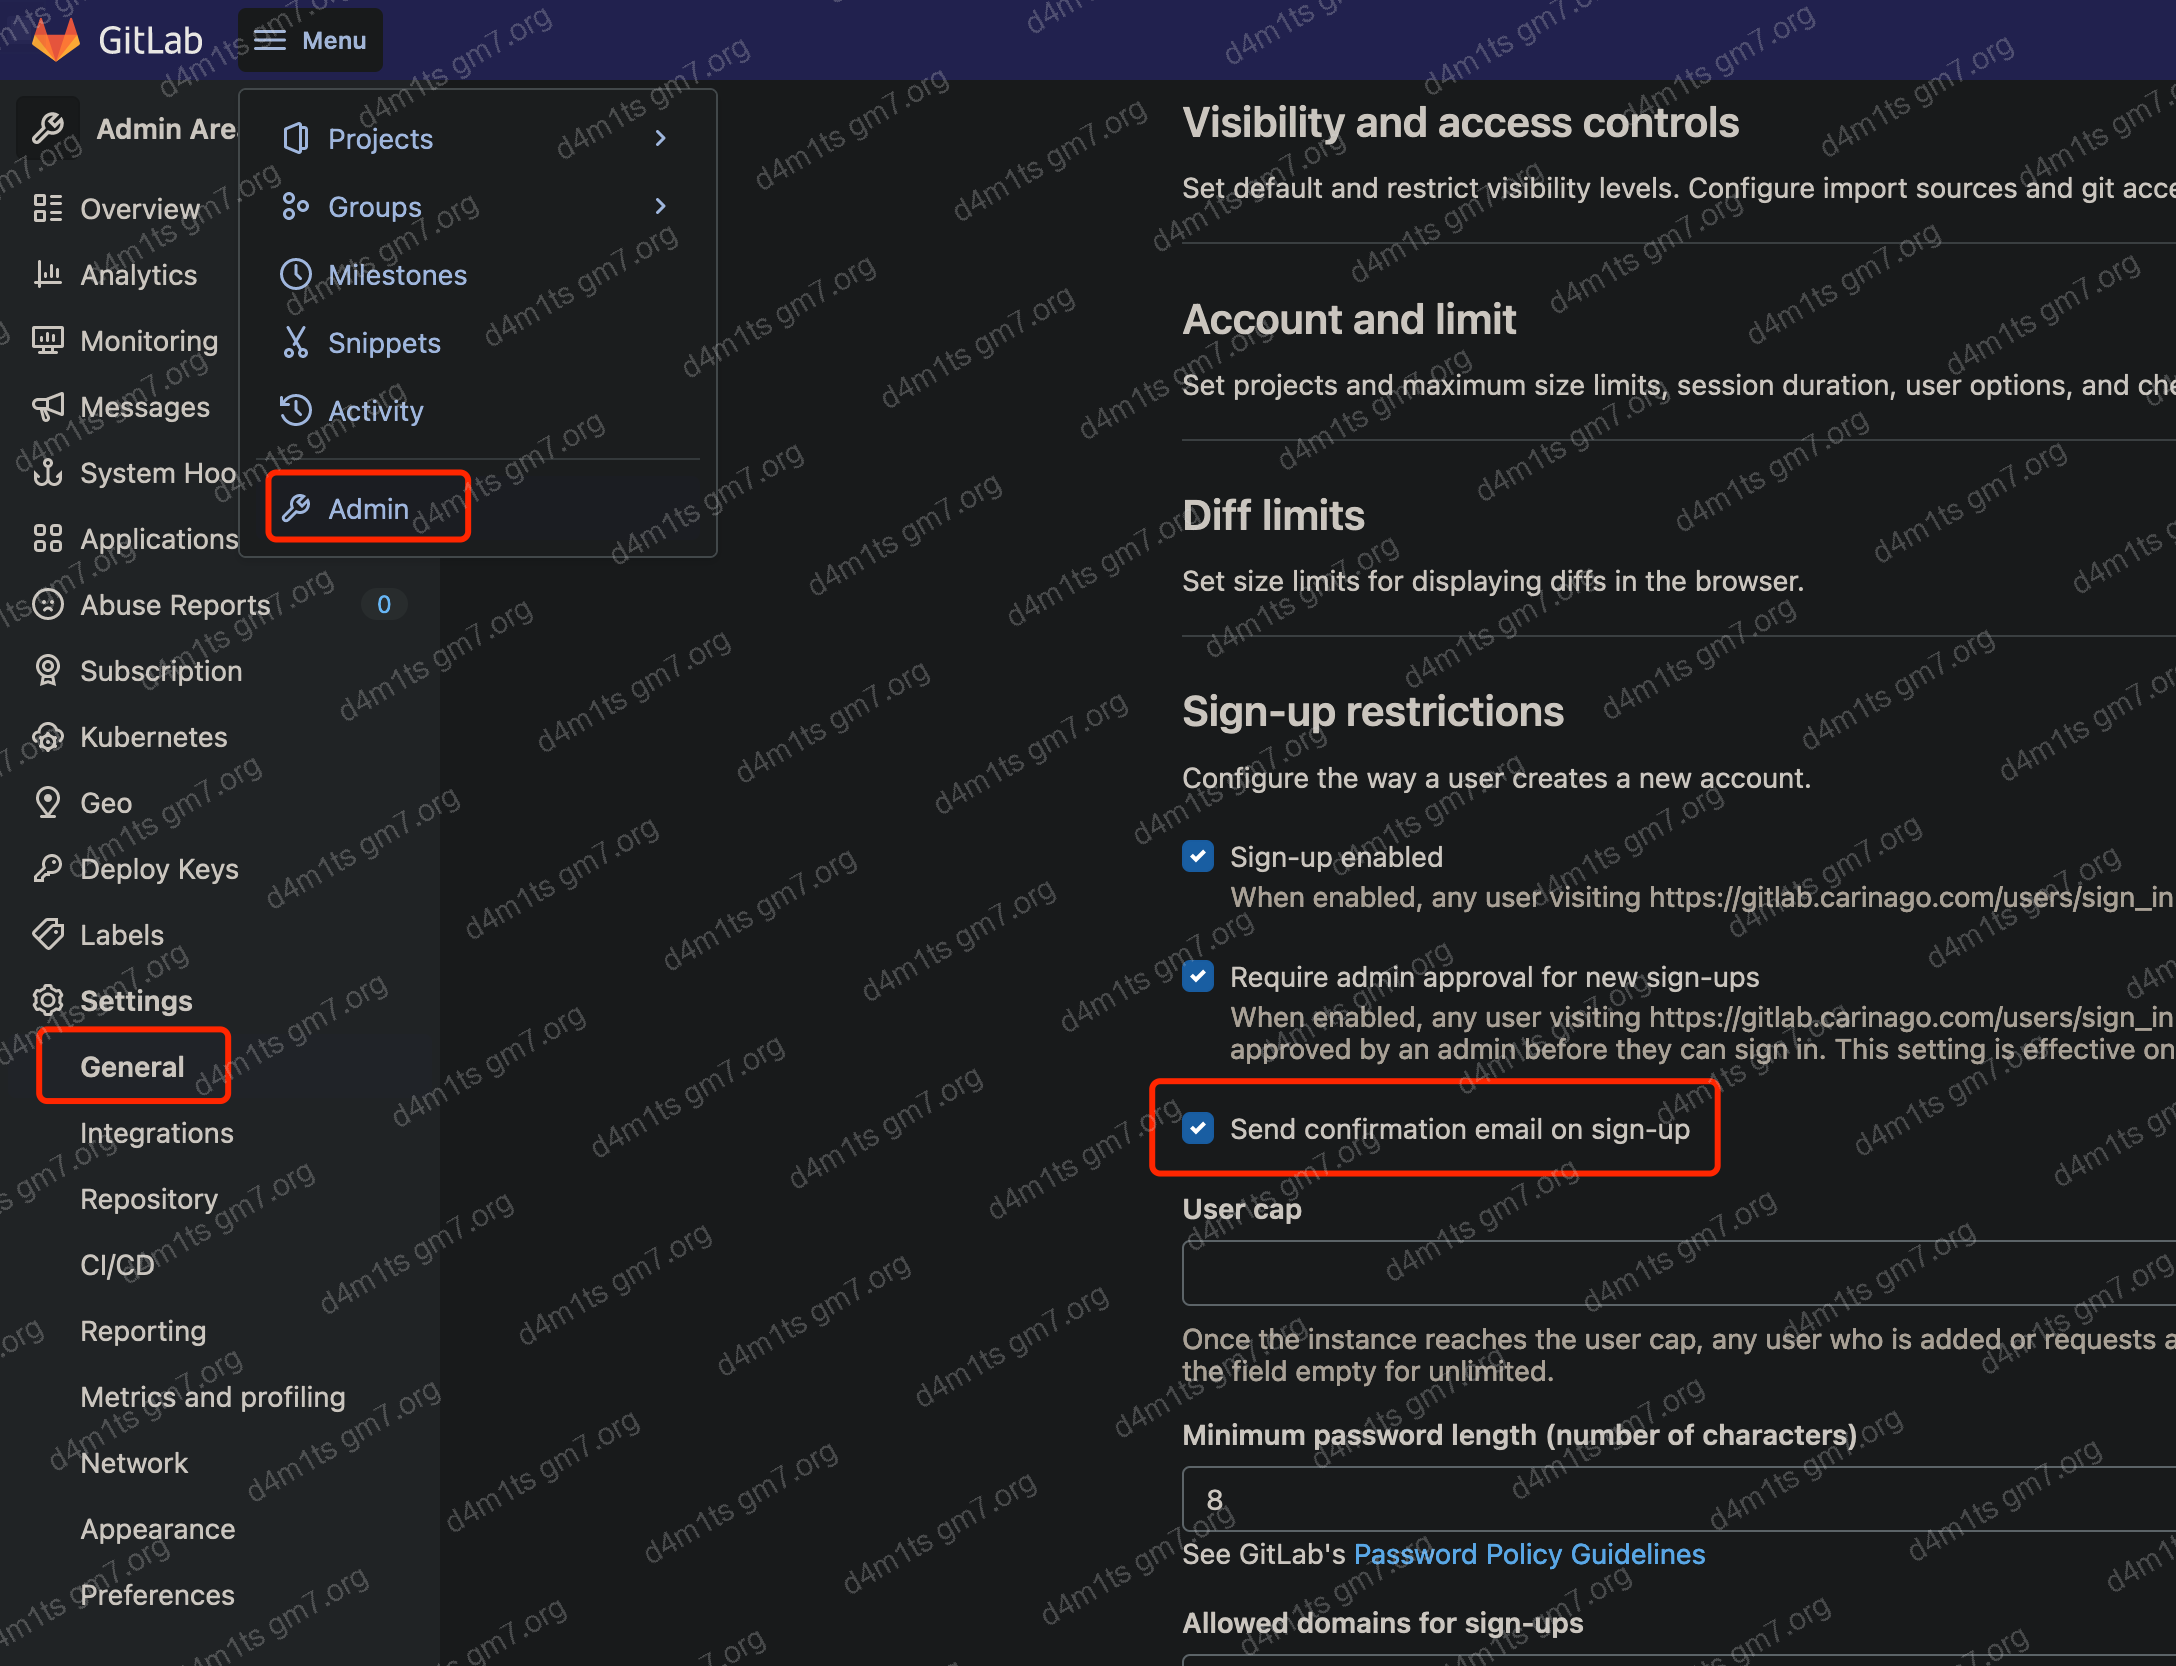 GitLab
Menu
Admin Are
Overview
Analytics
Monitoring
Messages
System Hoo
Applications
Abuse Reports
0
Subscription
Kubernetes
Geo
Deploy Keys
Labels
Settings
General
Integrations
Repository
CI/CD
Reporting
Metrics and profiling
Network
Appearance
Preferences
Projects
Groups
Milestones
Snippets
Activity
Admin
Visibility and access controls
Set default and restrict visibility levels. Configure import sources and git acce
Account and limit
Set projects and maximum size limits, session duration, user options, and che
Diff limits
Set size limits for displaying diffs in the browser.
Sign-up restrictions
Configure the way a user creates a new account.
Sign-up enabled
When enabled, any user visiting https://gitlab.carinago.com/users/sign_in
Require admin approval for new sign-ups
When enabled, any user visiting https://gitlab.carinago.com/users/sign_in
approved by an admin before they can sign in. This setting is effective on
Send confirmation email on sign-up
User cap
Once the instance reaches the user cap, any user who is added or requests a
the field empty for unlimited.
Minimum password length (number of characters)
8
See GitLab's Password Policy Guidelines
Allowed domains for sign-ups
d4m1ts gm7.org